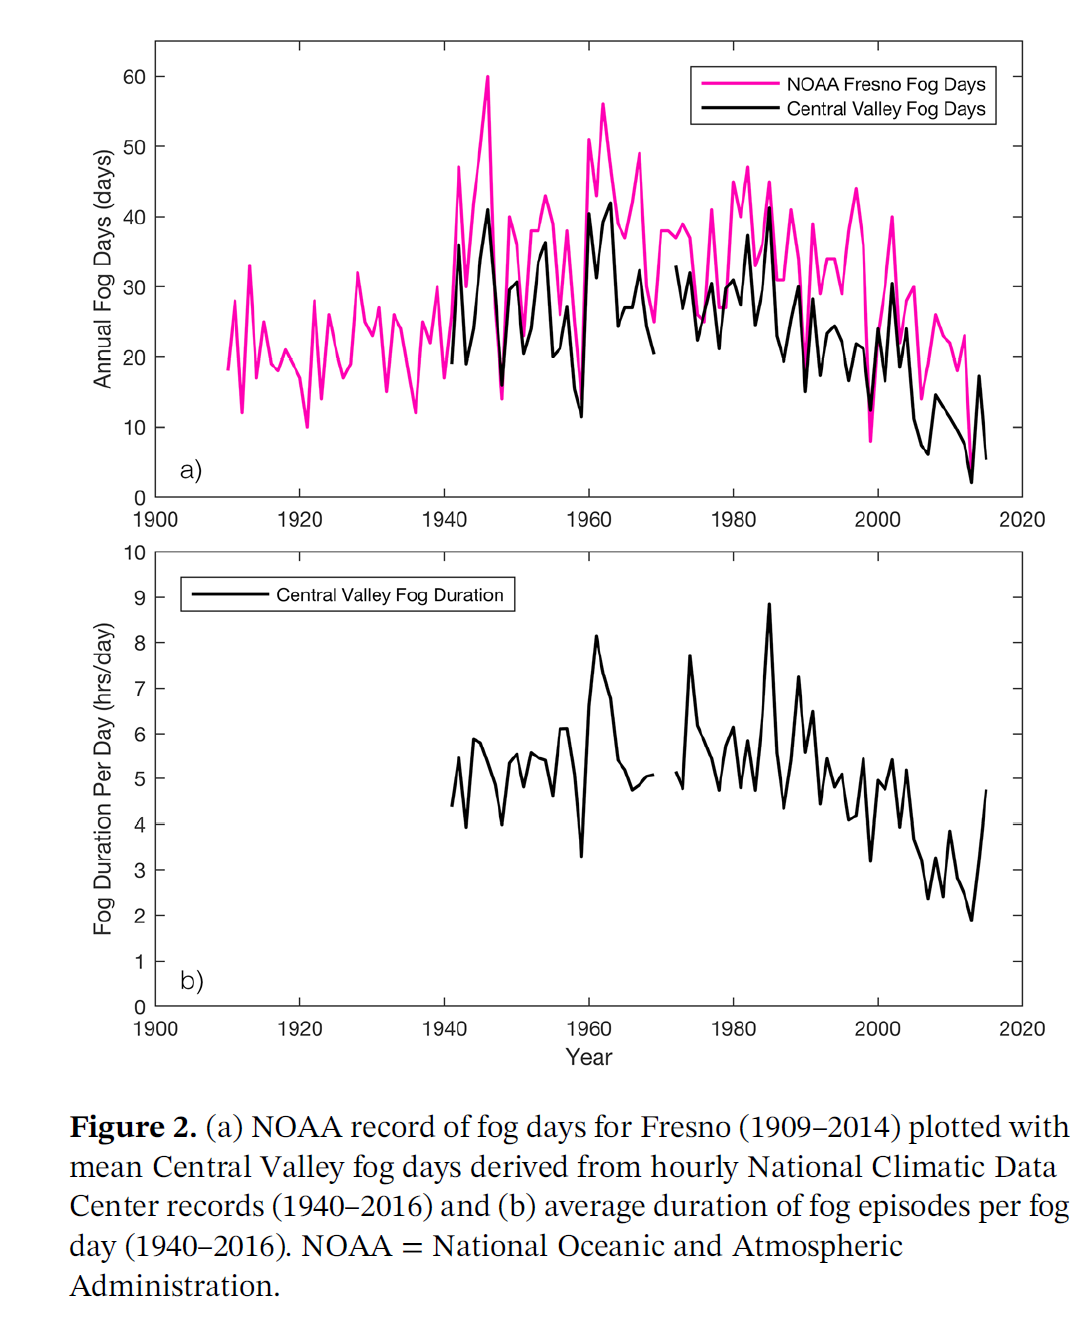 60
50
40
30
20
10
0
Annual Fog Days (days)
NOAA Fresno Fog Days
Central Valley Fog Days
a)
1900 1920 1940 1960 1980 2000 2020
10
9
8
7
6
5
4
3
2
1
0
Fog Duration Per Day (hrs/day)
Central Valley Fog Duration
b)
1900 1920 1940 1960 1980 2000 2020
Year
Figure 2. (a) NOAA record of fog days for Fresno (1909–2014) plotted with
mean Central Valley fog days derived from hourly National Climatic Data
Center records (1940–2016) and (b) average duration of fog episodes per fog
day (1940–2016). NOAA = National Oceanic and Atmospheric
Administration.